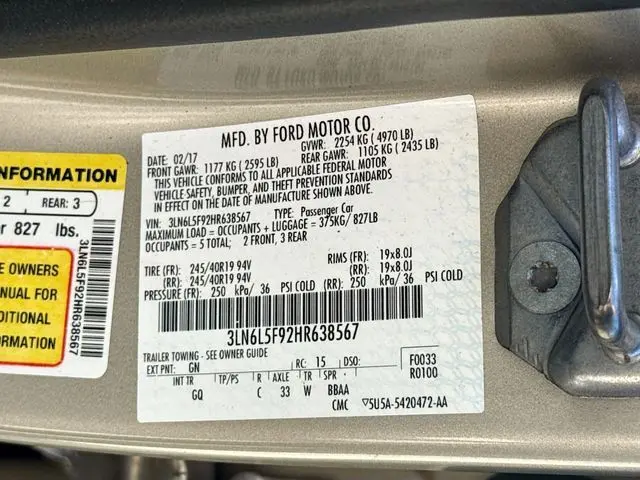 INFORMATION
2 REAR: 3
827 lbs.
OWNERS
MANUAL FOR
3LN6L5F92HR638567
MFD. BY FORD MOTOR CO.
DATE: 02/17 GVWR: 2254 KG ( 4970 LB)
FRONT GAWR: 1177 KG ( 2595 LB) REAR GAWR: 1105 KG ( 2435 LB)
THIS VEHICLE CONFORMS TO ALL APPLICABLE FEDERAL MOTOR
VEHICLE SAFETY, BUMPER, AND THEFT PREVENTION STANDARDS
IN EFFECT ON THE DATE OF MANUFACTURE SHOWN ABOVE.
VIN: 3LN6L5F92HR638567 TYPE: Passenger Car
MAXIMUM LOAD = OCCUPANTS + LUGGAGE = 375KG/ 827LB
OCCUPANTS = 5 TOTAL; 2 FRONT, 3 REAR
TIRE (FR): 245/40R19 94V RIMS (FR): 19x8.0J
(RR): 245/40R19 94V (RR): 19x8.0J
PRESSURE (FR): 250 kPa/ 36 PSI COLD (RR): 250 kPa/ 36 PSI COLD
3LN6L5F92HR638567
TRAILER TOWING - SEE OWNER GUIDE
EXT PNT: GN RC: 15 DSO: F0033
R0100
INT TR TP/PS R AXLE TR SPR
GQ C 33 W BBAA
CMC ▽5U5A-5420472-AA